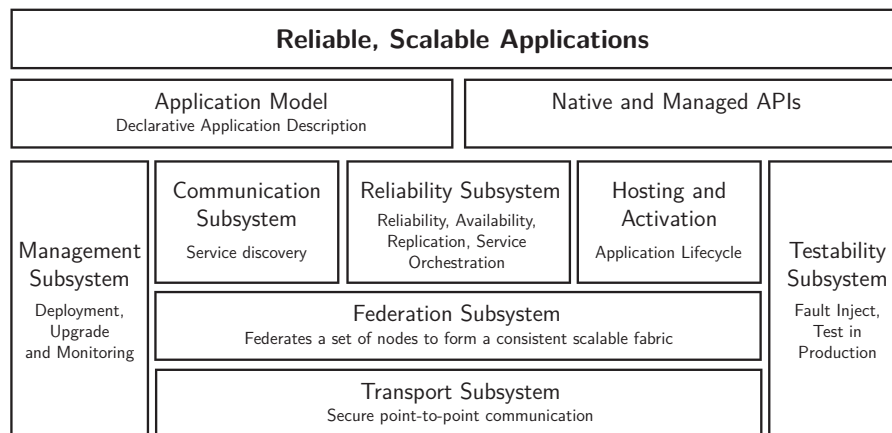 Reliable, Scalable Applications
Application Model
Declarative Application Description
Native and Managed APIs
Management
Subsystem
Deployment,
Upgrade
and Monitoring
Communication
Subsystem
Service discovery
Reliability Subsystem
Reliability, Availability,
Replication, Service
Orchestration
Hosting and
Activation
Application Lifecycle
Testability
Subsystem
Fault Inject,
Test in
Production
Federation Subsystem
Federates a set of nodes to form a consistent scalable fabric
Transport Subsystem
Secure point-to-point communication